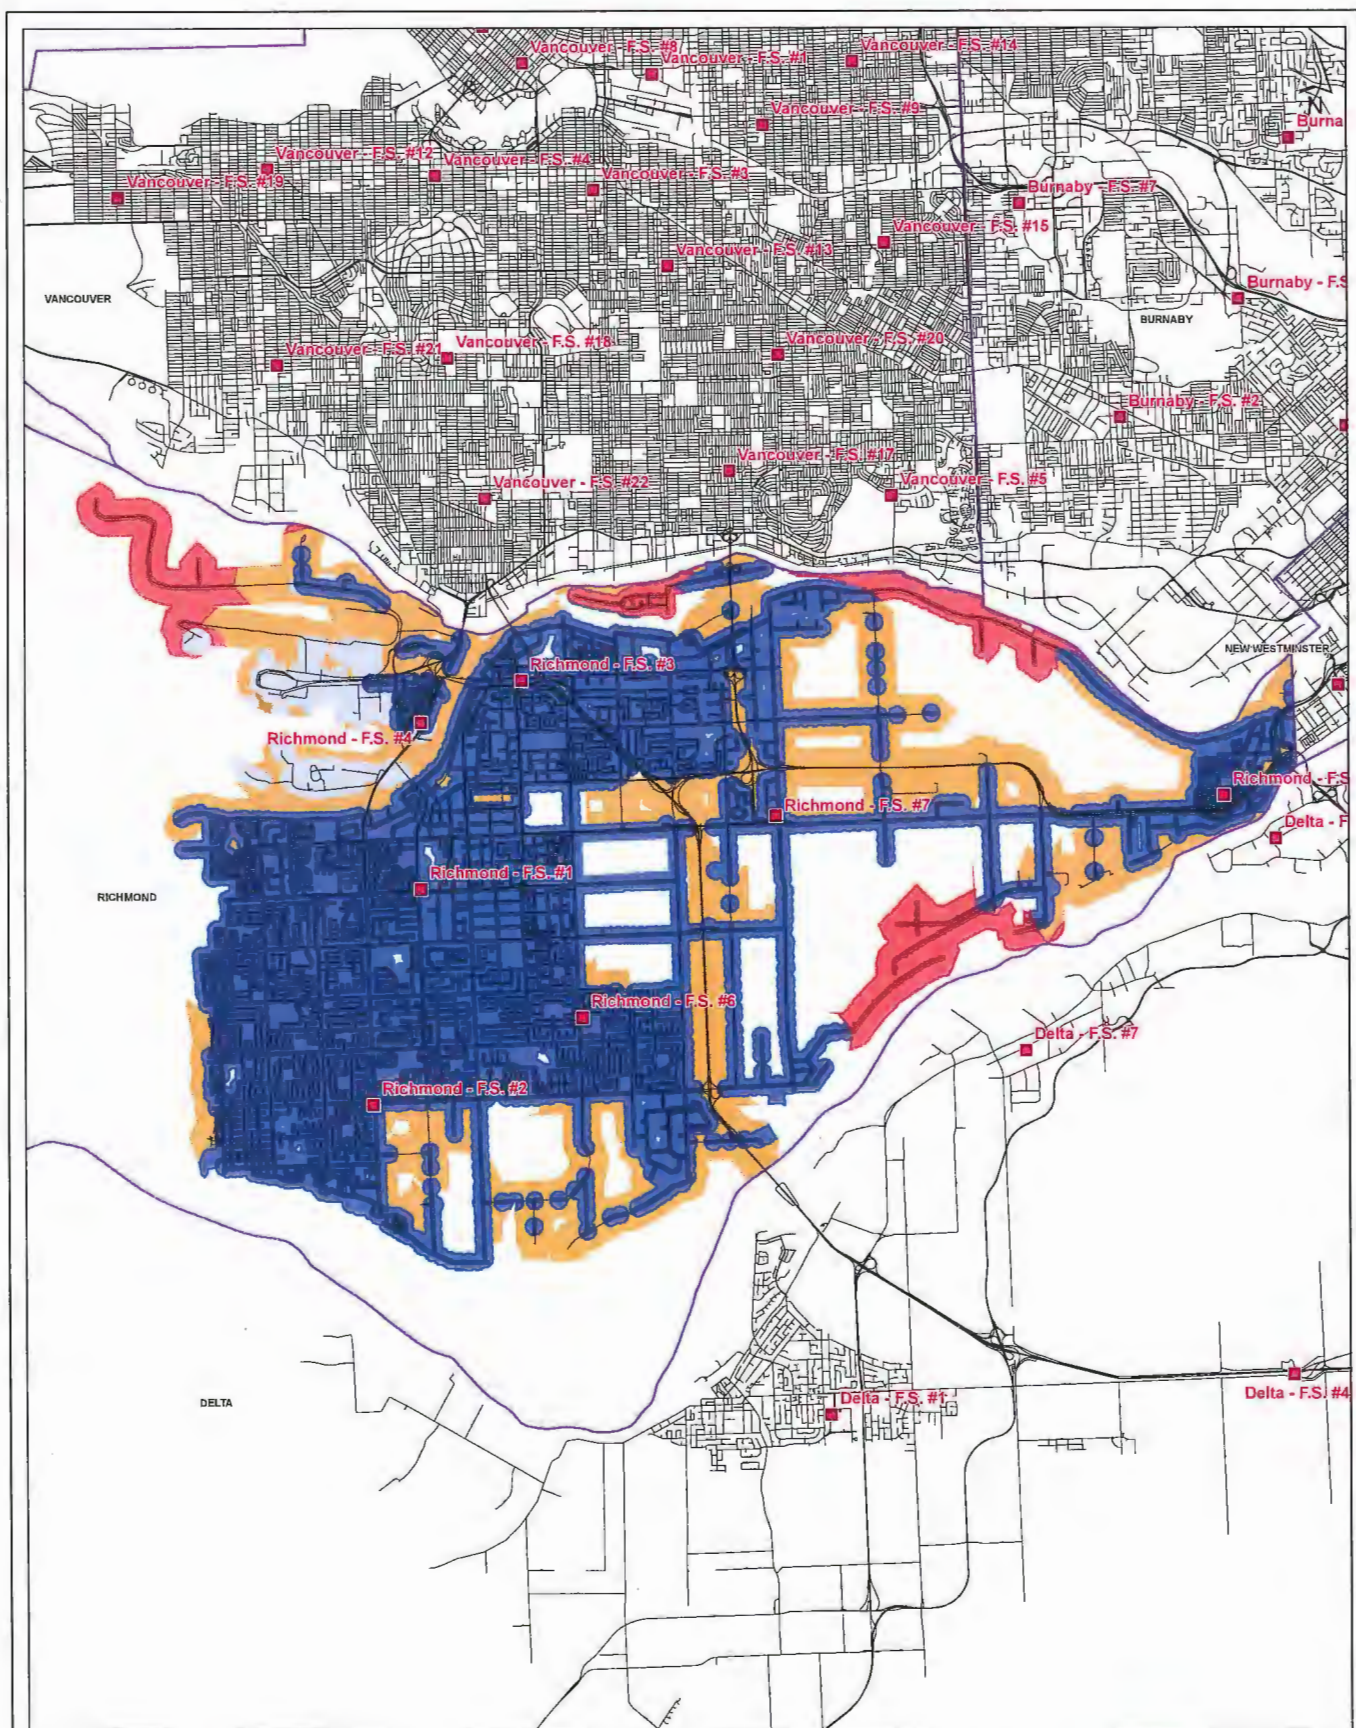 Vancouver - F.S. #8
Vancouver - F.S. #1
Vancouver - F.S. #14
N
Vancouver - F.S. #9
Burna
Vancouver - F.S. #12
Vancouver - F.S. #4
Vancouver - F.S. #3
Vancouver - F.S. #19
Burnaby - F.S. #7
Vancouver - F.S. #15
Vancouver - F.S. #13
Burnaby - F.S
VANCOUVER
BURNABY
Vancouver - F.S. #21
Vancouver - F.S. #18
Vancouver - F.S. #20
Burnaby - F.S. #2
Vancouver - F.S. #17
Vancouver - F.S. #22
Vancouver - F.S. #5
NEW WESTMINSTER
Richmond - F.S. #3
Richmond - F.S. #4
Richmond - F.S
Richmond - F.S. #7
Delta - F
Richmond - F.S. #1
RICHMOND
Richmond - F.S. #6
Delta - F.S. #7
Richmond - F.S. #2
Delta - F.S. #4
Delta - F.S. #1
DELTA